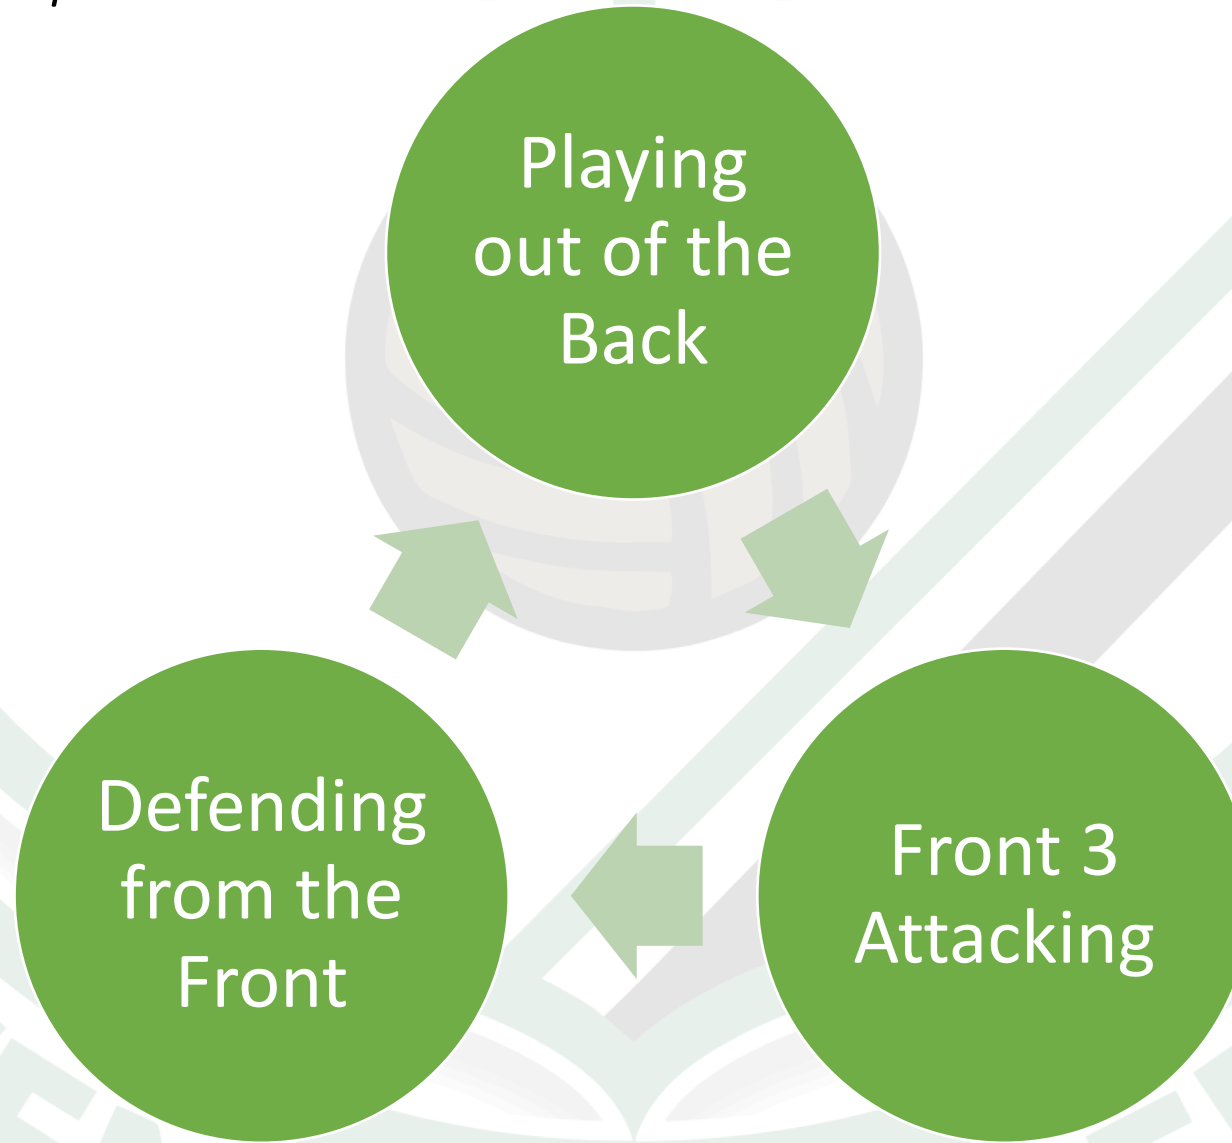 Playing
out of the
Back
Defending
from the
Front
Front 3
Attacking